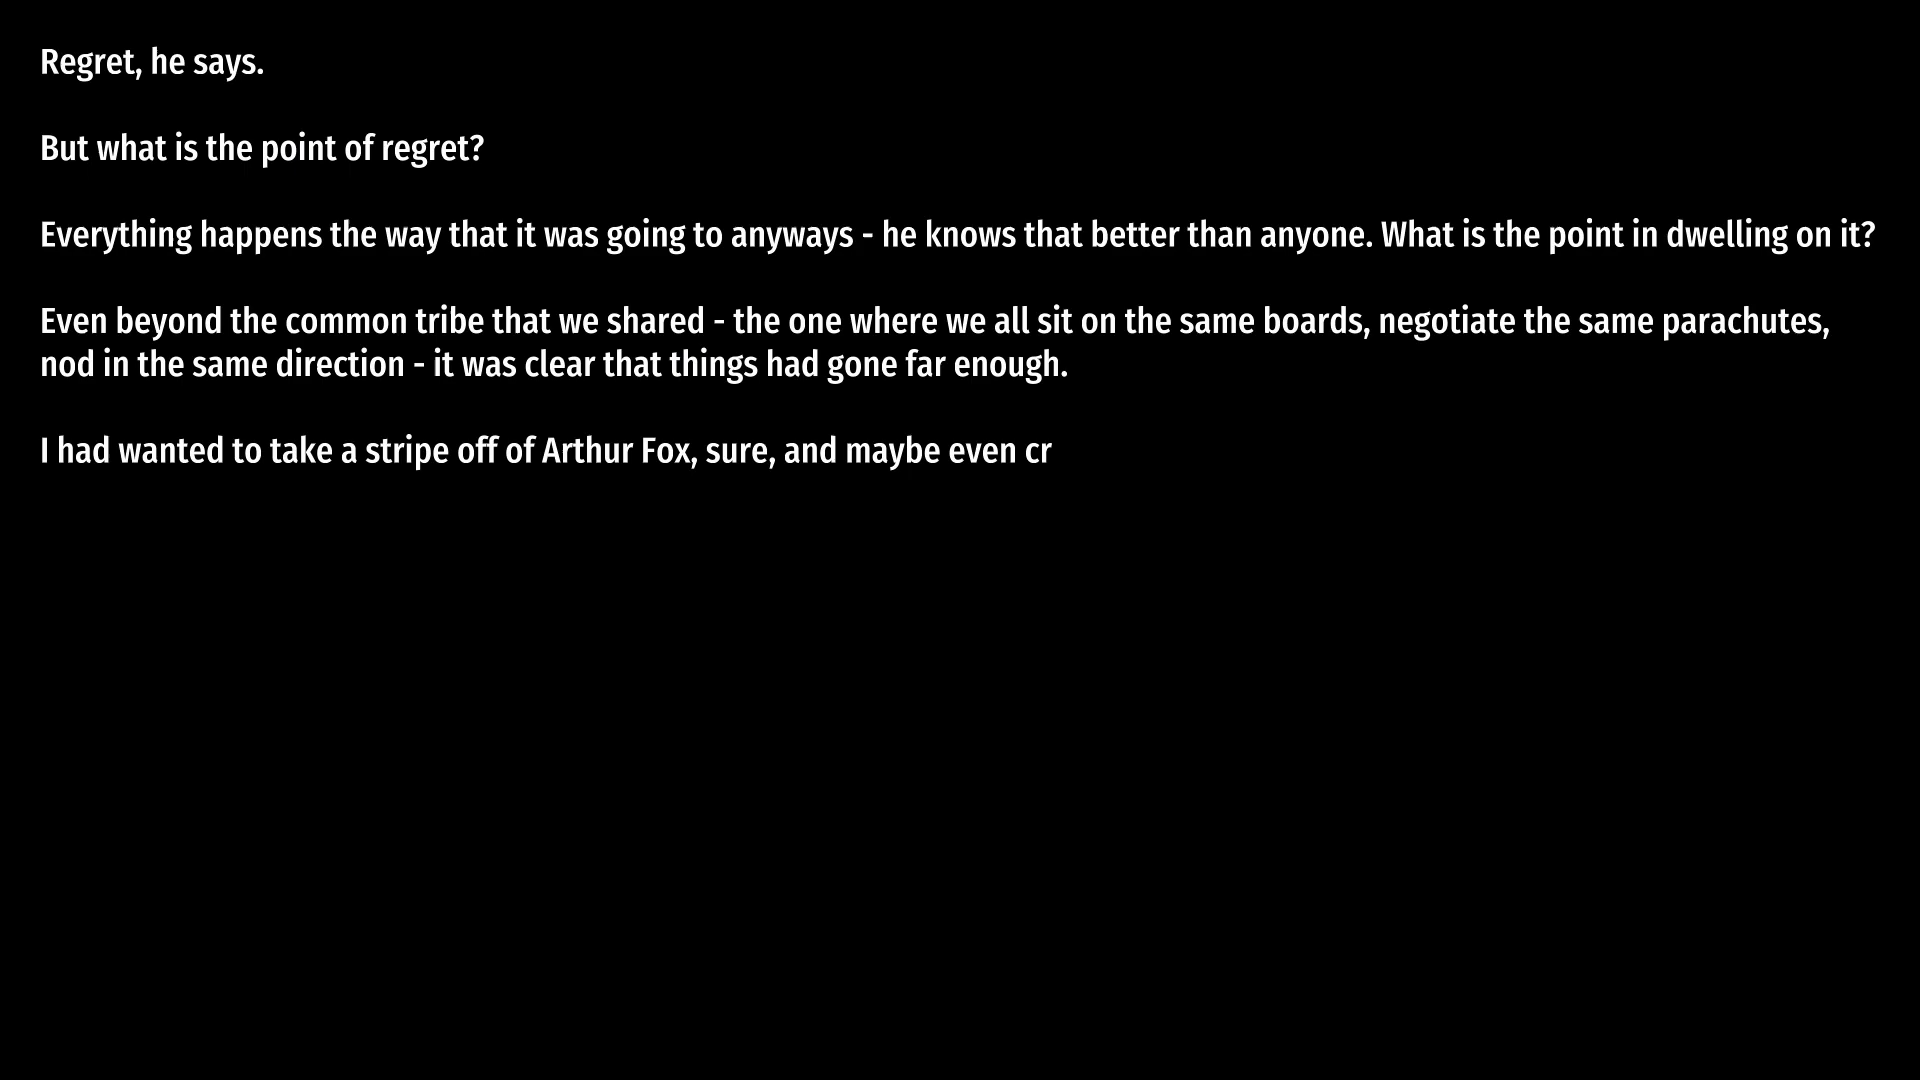 Regret, he says.
But what is the point of regret?
Everything happens the way that it was going to anyways - he knows that better than anyone. What is the point in dwelling on it?
Even beyond the common tribe that we shared - the one where we all sit on the same boards, negotiate the same parachutes,
nod in the same direction - it was clear that things had gone far enough.
I had wanted to take a stripe off of Arthur Fox, sure, and maybe even cr